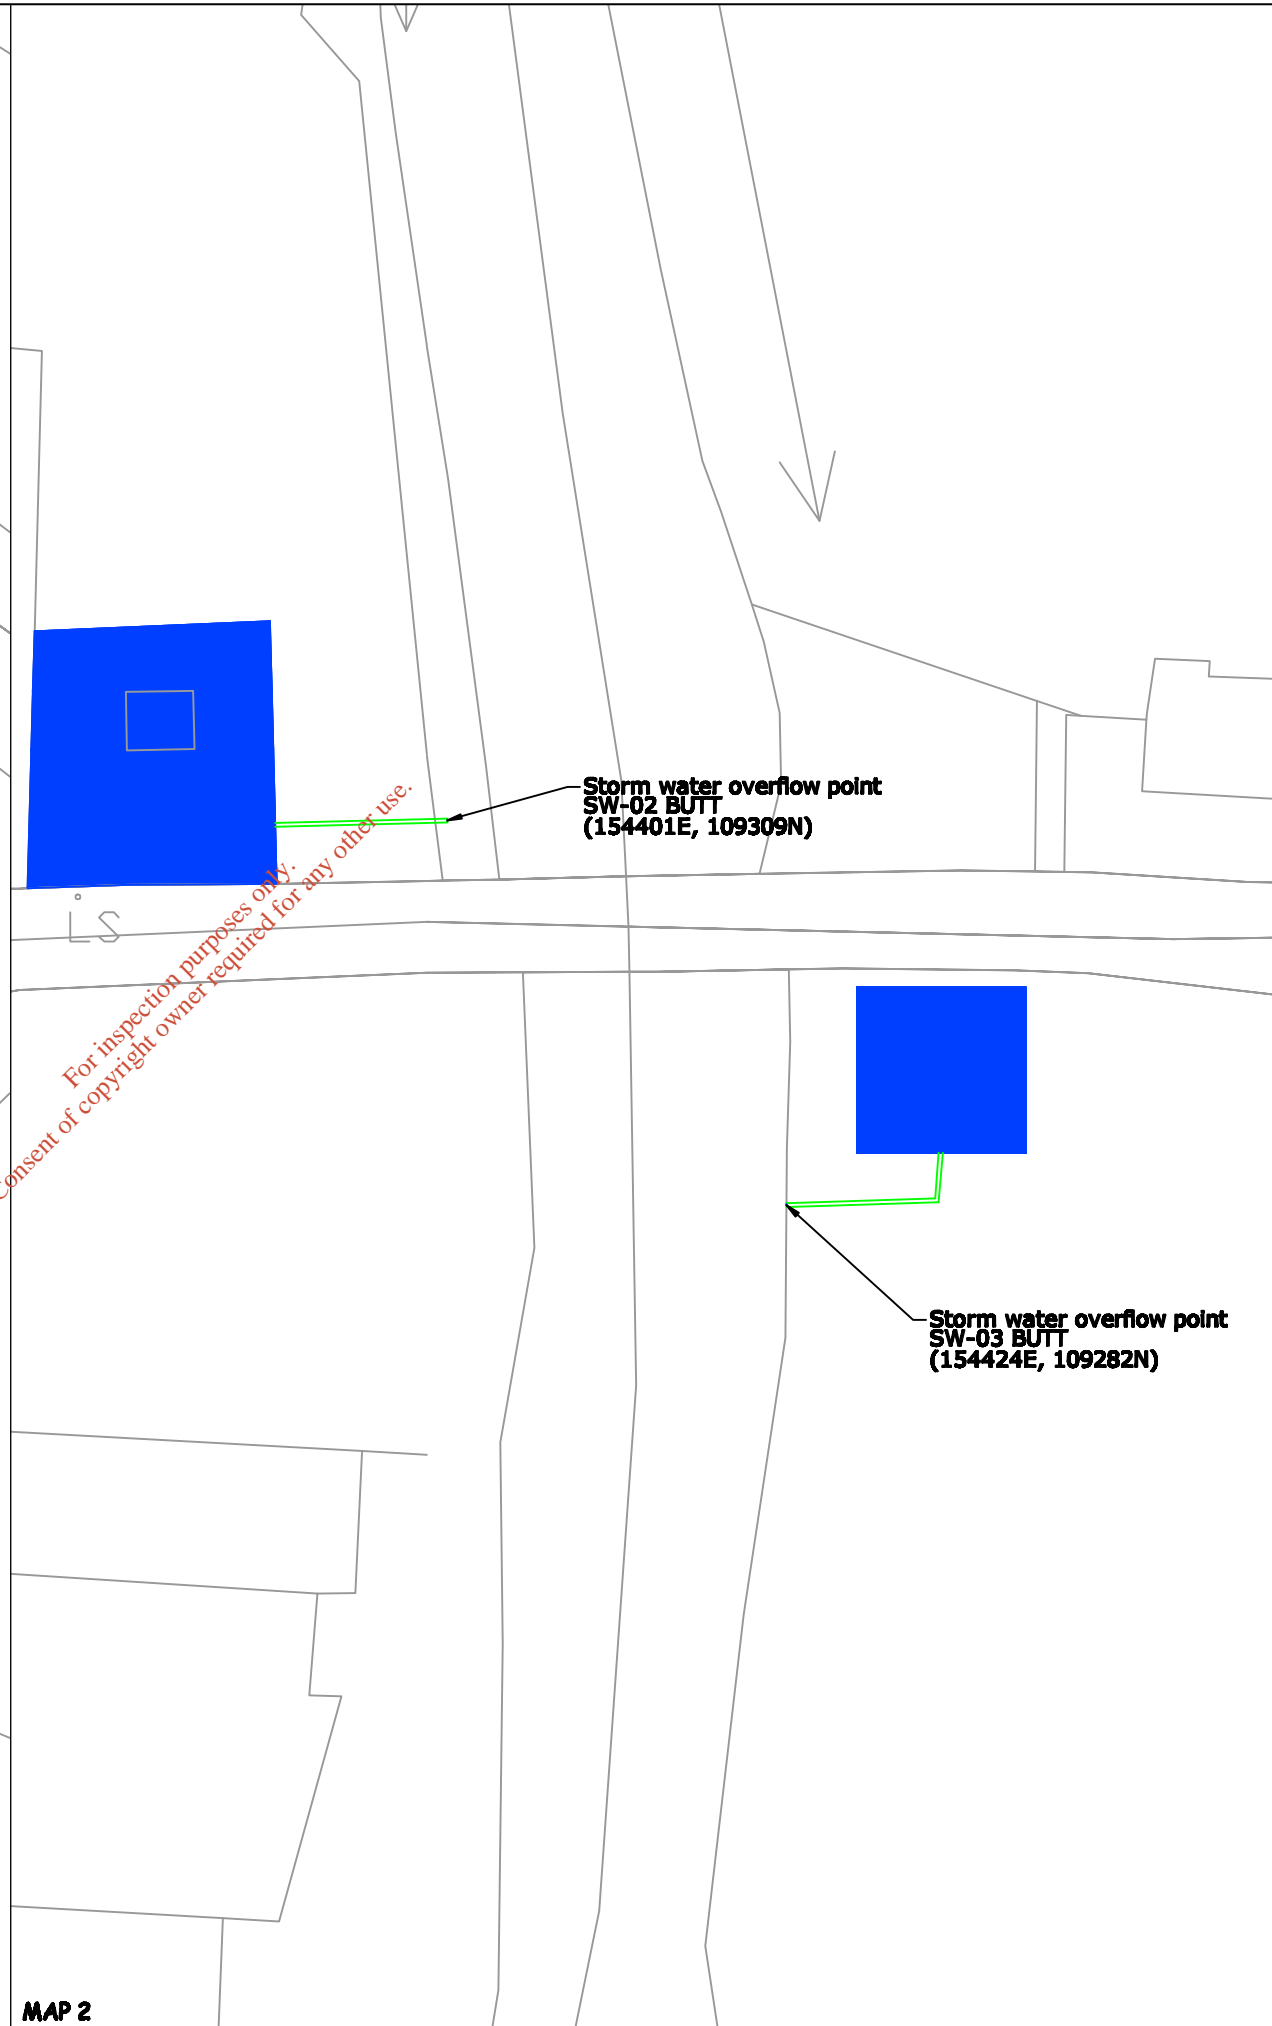 Storm water overflow point
SW-02 BUTT
(154401E, 109309N)
LS
For inspection purposes only.
Consent of copyright owner required for any other use.
Storm water overflow point
SW-03 BUTT
(154424E, 109282N)
MAP 2